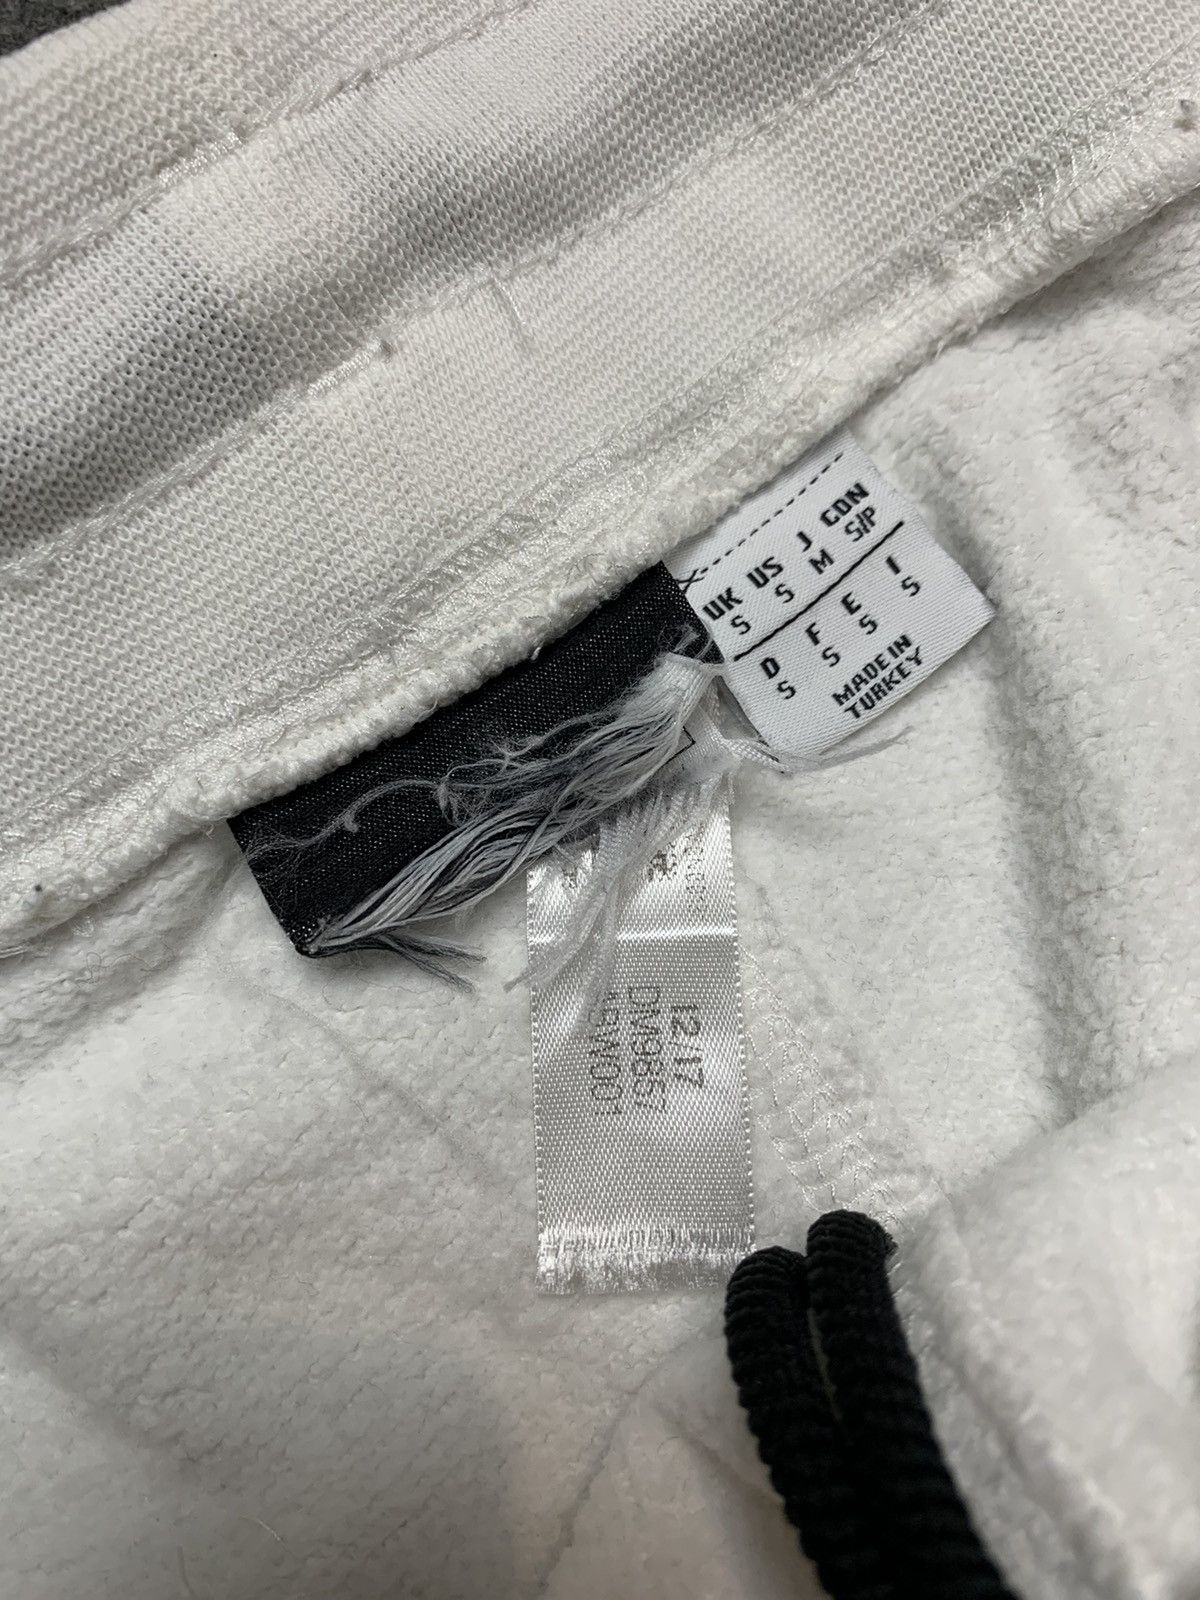 UK US J CDN
S S M S/P
D F E I
S S S S
MADE IN
TURKEY
12/17
DM9857